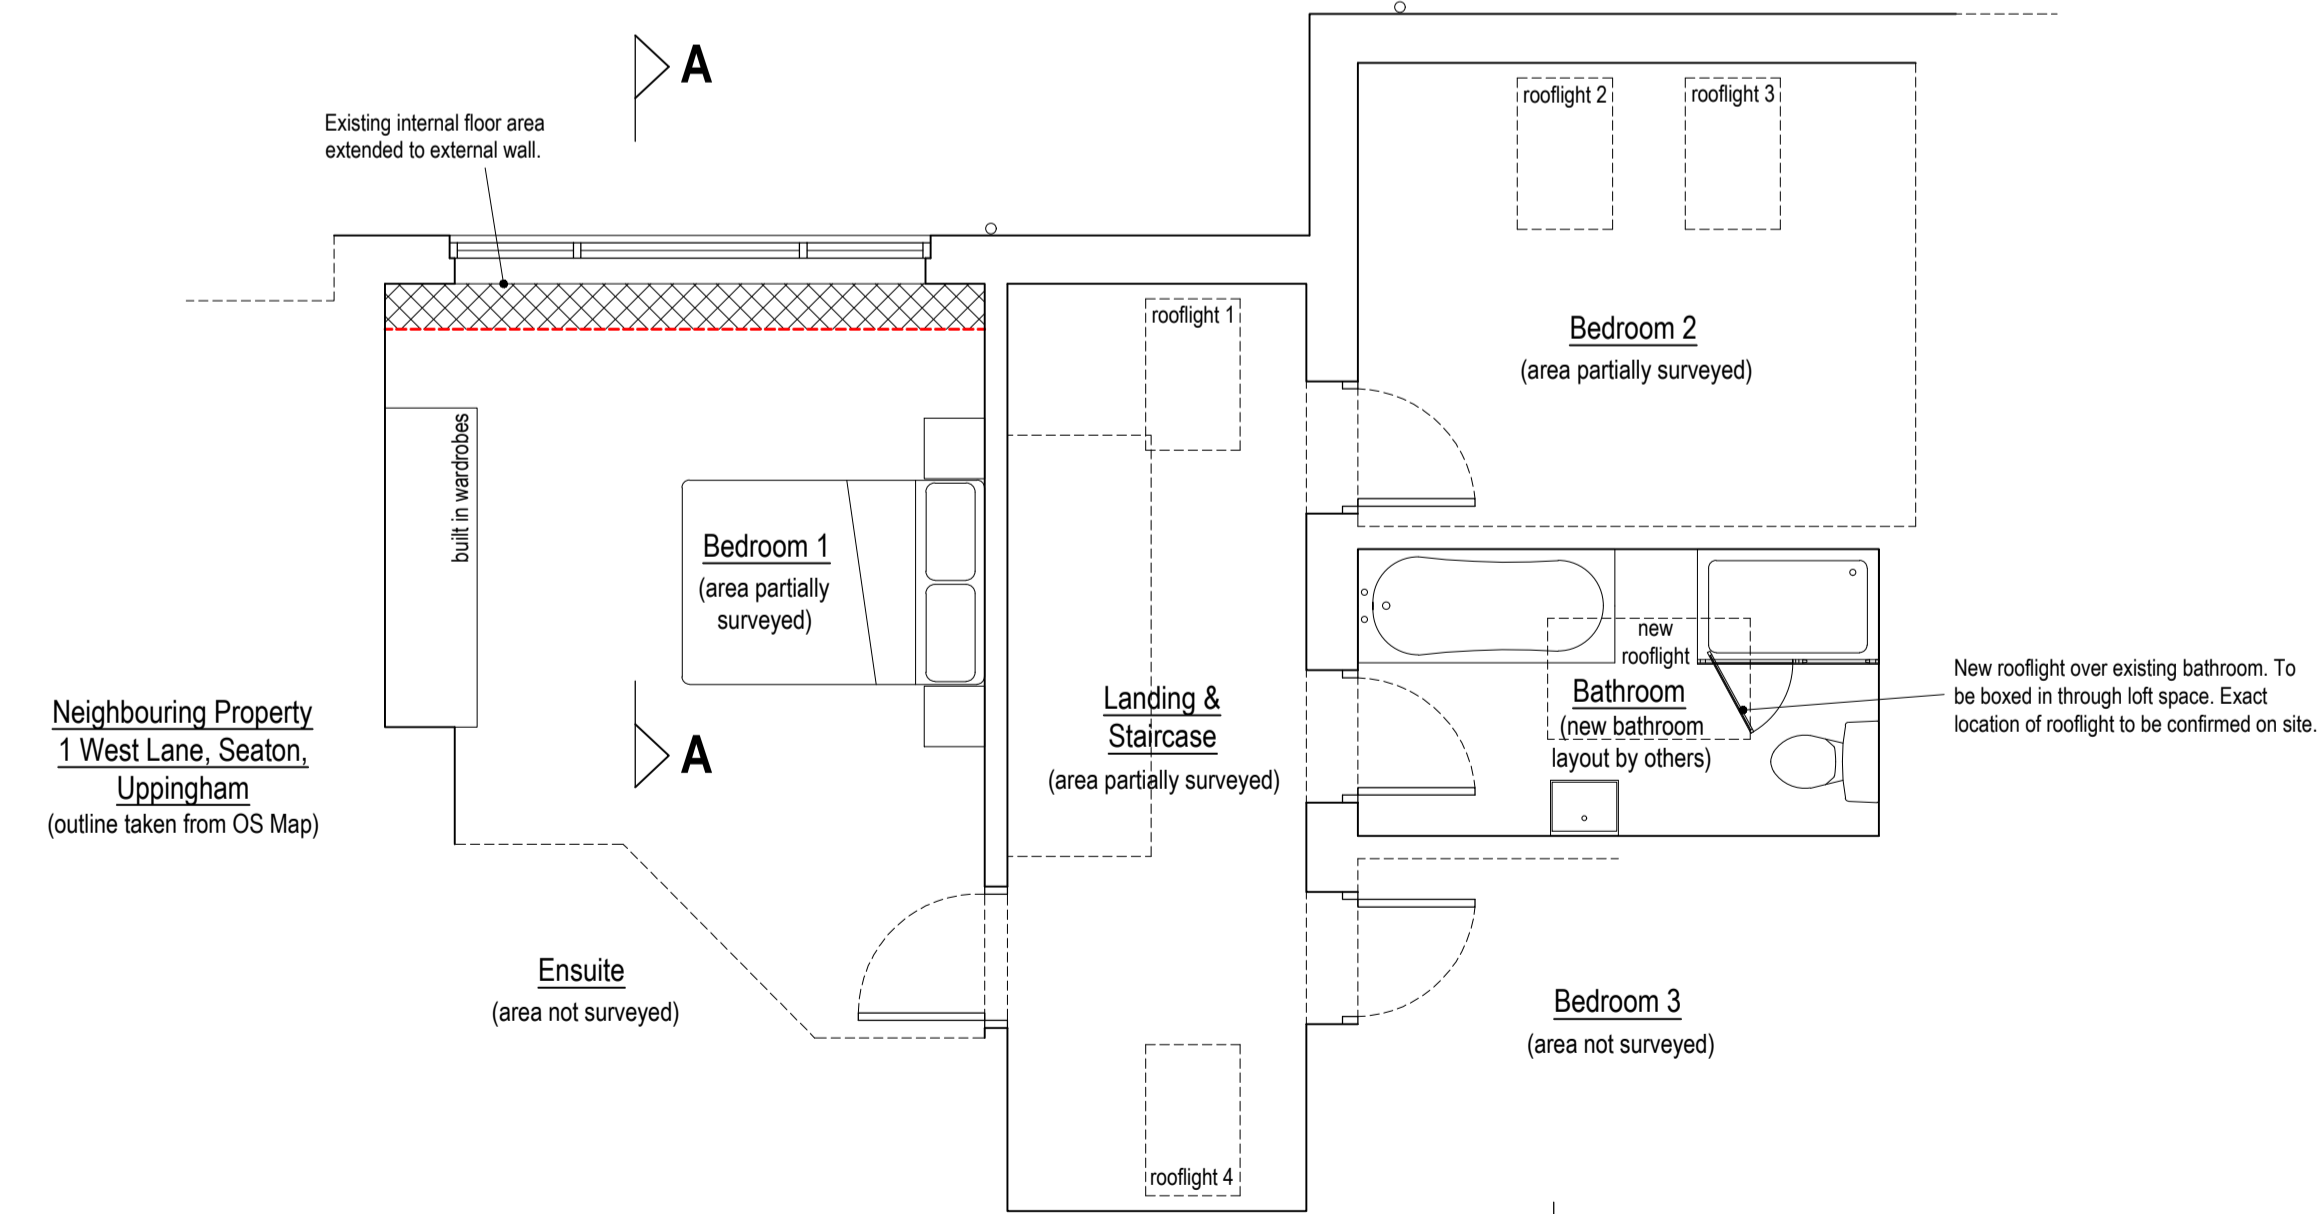 A
Existing internal floor area
extended to external wall.
rooflight 2
rooflight 3
rooflight 1
Bedroom 2
(area partially surveyed)
built in wardrobes
Bedroom 1
(area partially
surveyed)
new
rooflight
Bathroom
(new bathroom
layout by others)
New rooflight over existing bathroom. To
be boxed in through loft space. Exact
location of rooflight to be confirmed on site.
Landing &
Staircase
(area partially surveyed)
Neighbouring Property
1 West Lane, Seaton,
Uppingham
(outline taken from OS Map)
A
Ensuite
(area not surveyed)
Bedroom 3
(area not surveyed)
rooflight 4